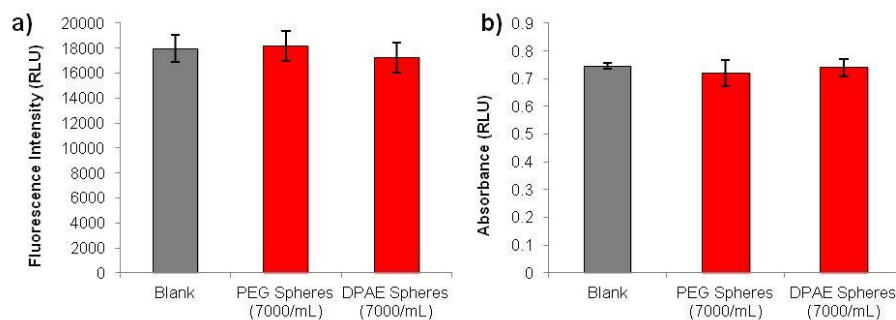 a)
Fluorescence Intensity (RLU)
20000
18000
16000
14000
12000
10000
8000
6000
4000
2000
0
Blank
PEG Spheres
(7000/mL)
DPAE Spheres
(7000/mL)
b)
Absorbance (RLU)
0.9
0.8
0.7
0.6
0.5
0.4
0.3
0.2
0.1
0
Blank
PEG Spheres
(7000/mL)
DPAE Spheres
(7000/mL)